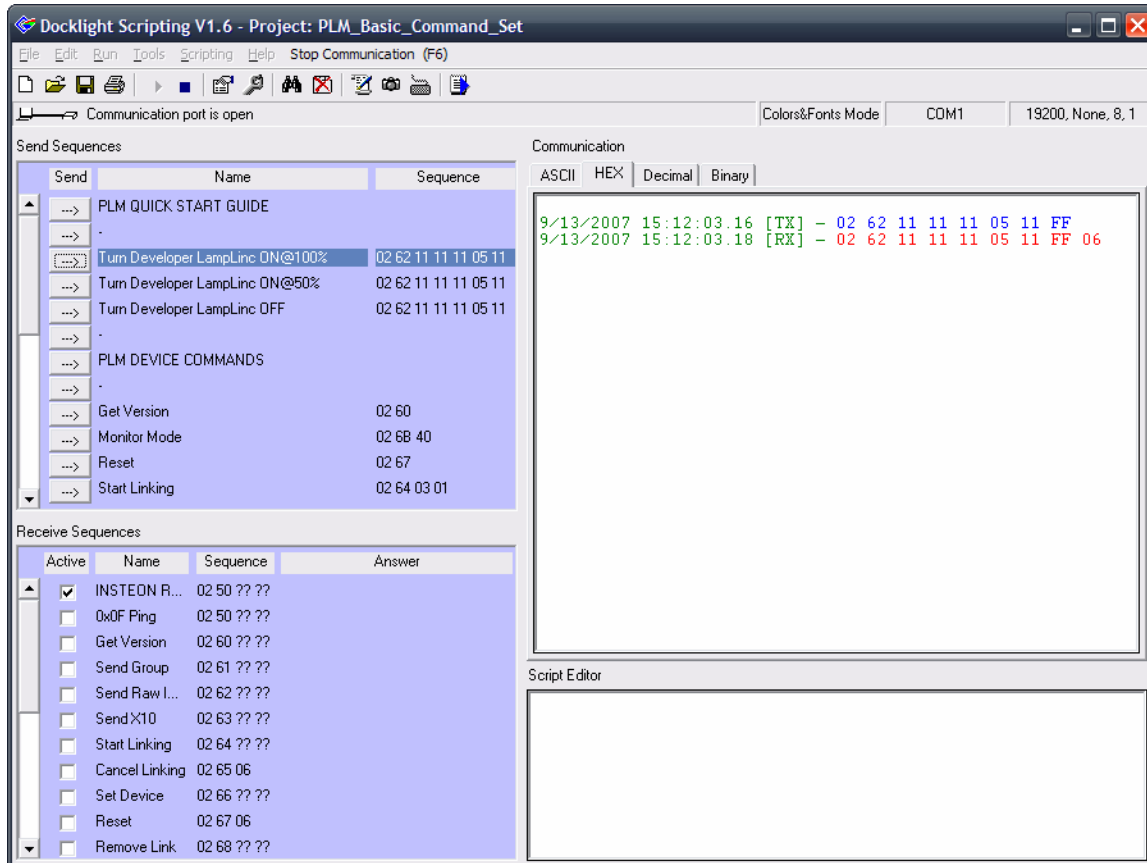 Docklight Scripting V1.6 - Project: PLM_Basic_Command_Set
File Edit Run Tools Scripting Help Stop Communication (F6)
Communication port is open Colors&Fonts Mode COM1 19200, None, 8, 1
Send Sequences
Send Name Sequence
---> PLM QUICK START GUIDE
---> -
---> Turn Developer LampLinc ON@100% 02 62 11 11 11 05 11
---> Turn Developer LampLinc ON@50% 02 62 11 11 11 05 11
---> Turn Developer LampLinc OFF 02 62 11 11 11 05 11
---> -
---> PLM DEVICE COMMANDS
---> -
---> Get Version 02 60
---> Monitor Mode 02 6B 40
---> Reset 02 67
---> Start Linking 02 64 03 01
Receive Sequences
Active Name Sequence Answer
INSTEON R... 02 50 ?? ??
0x0F Ping 02 50 ?? ??
Get Version 02 60 ?? ??
Send Group 02 61 ?? ??
Send Raw I... 02 62 ?? ??
Send X10 02 63 ?? ??
Start Linking 02 64 ?? ??
Cancel Linking 02 65 06
Set Device 02 66 ?? ??
Reset 02 67 06
Remove Link 02 68 ?? ??
Communication
ASCII HEX Decimal Binary
9/13/2007 15:12:03.16 [TX] - 02 62 11 11 11 05 11 FF
9/13/2007 15:12:03.18 [RX] - 02 62 11 11 11 05 11 FF 06
Script Editor